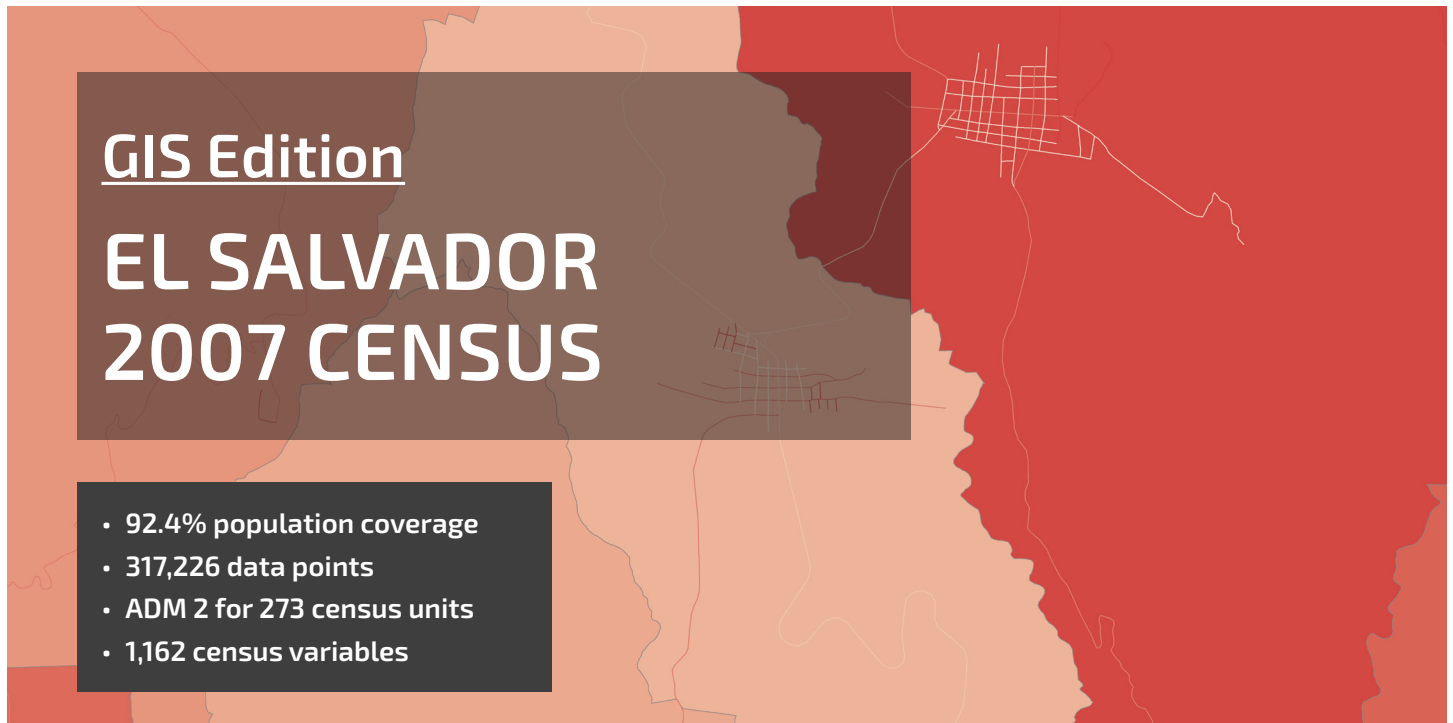 GIS Edition
EL SALVADOR
2007 CENSUS
• 92.4% population coverage
• 317,226 data points
• ADM 2 for 273 census units
• 1,162 census variables